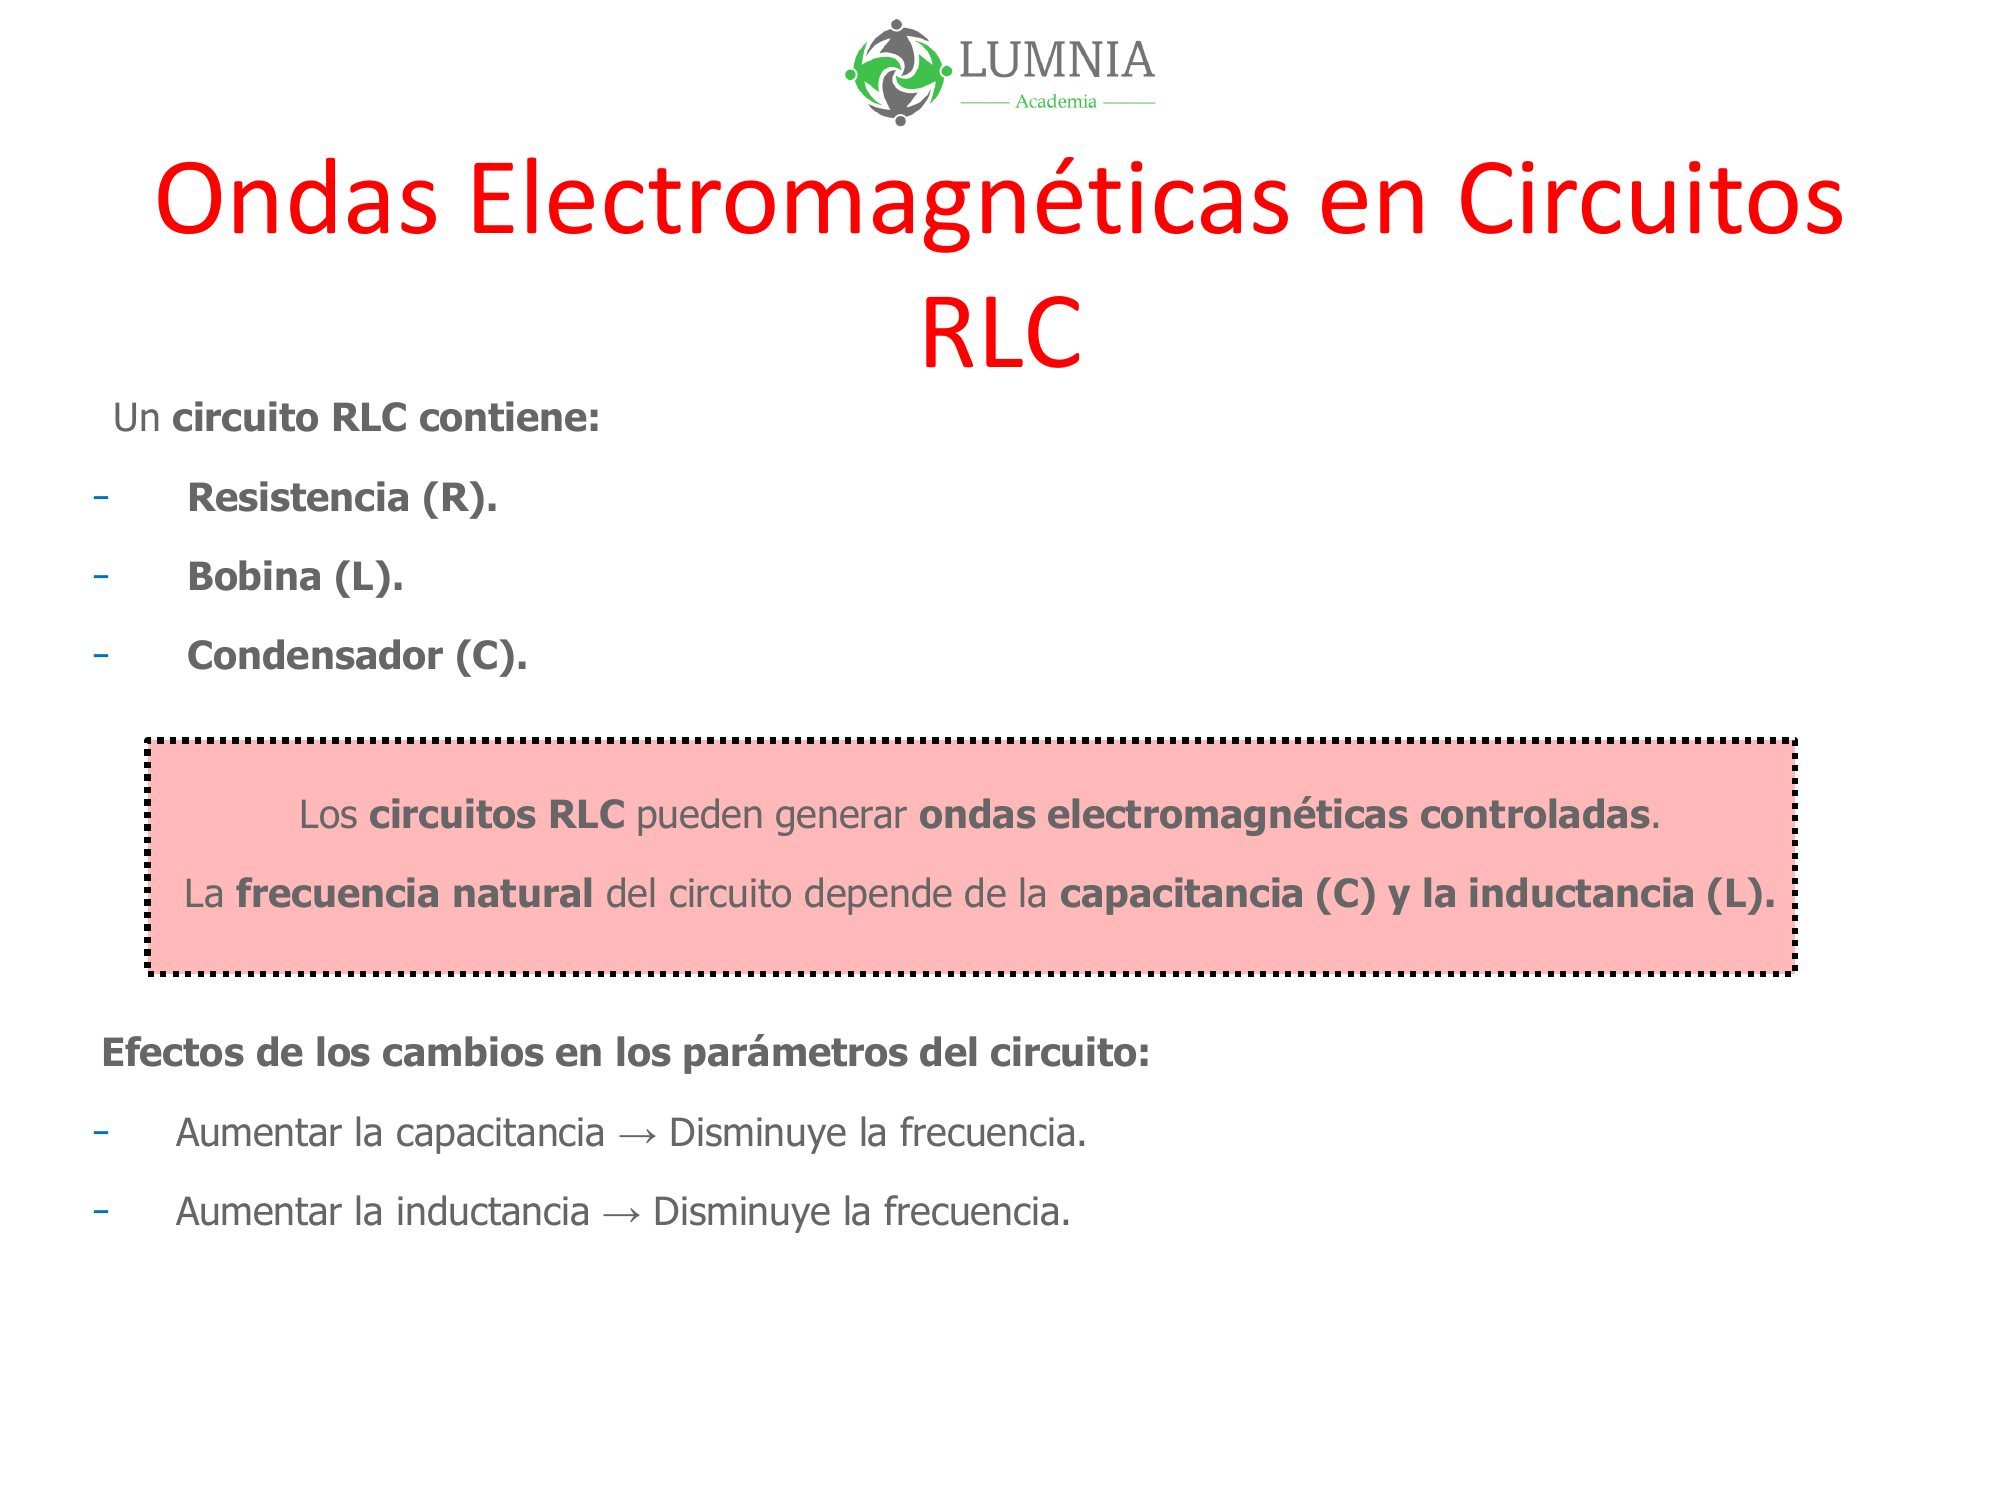 LUMNIA
Academia
Ondas Electromagnéticas en Circuitos
RLC
Un circuito RLC contiene:
- Resistencia (R).
- Bobina (L).
- Condensador (C).
Los circuitos RLC pueden generar ondas electromagnéticas controladas.
La frecuencia natural del circuito depende de la capacitancia (C) y la inductancia (L).
Efectos de los cambios en los parámetros del circuito:
- Aumentar la capacitancia → Disminuye la frecuencia.
- Aumentar la inductancia → Disminuye la frecuencia.